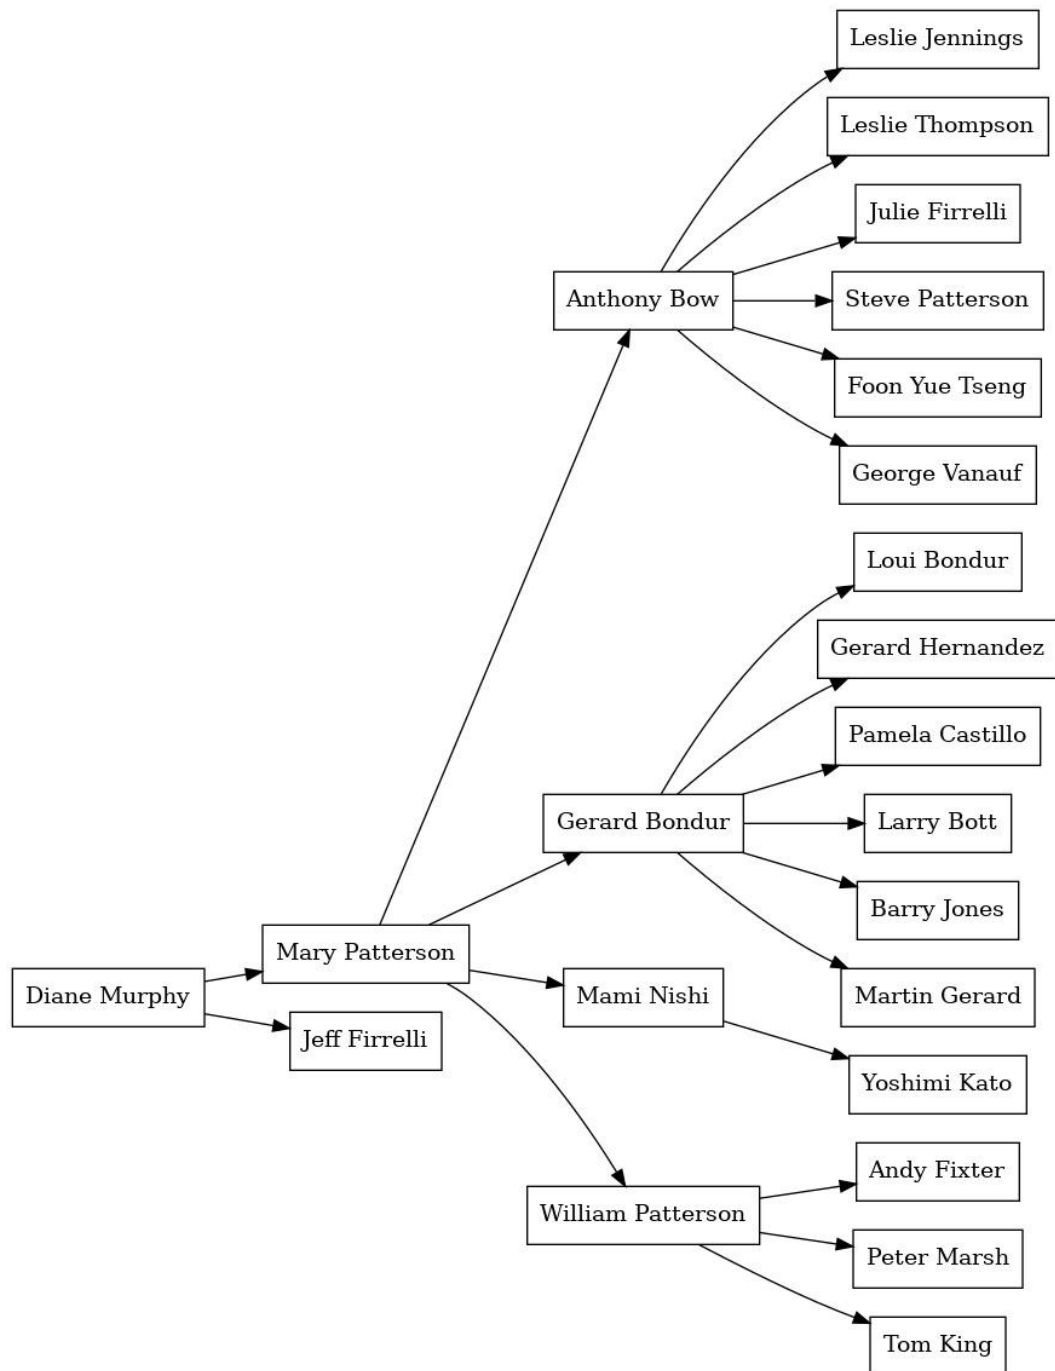 Leslie Jennings
Leslie Thompson
Julie Firrelli
Anthony Bow
Steve Patterson
Foon Yue Tseng
George Vanauf
Loui Bondur
Gerard Hernandez
Pamela Castillo
Gerard Bondur
Larry Bott
Barry Jones
Mary Patterson
Diane Murphy
Mami Nishi
Martin Gerard
Jeff Firrelli
Yoshimi Kato
Andy Fixter
William Patterson
Peter Marsh
Tom King